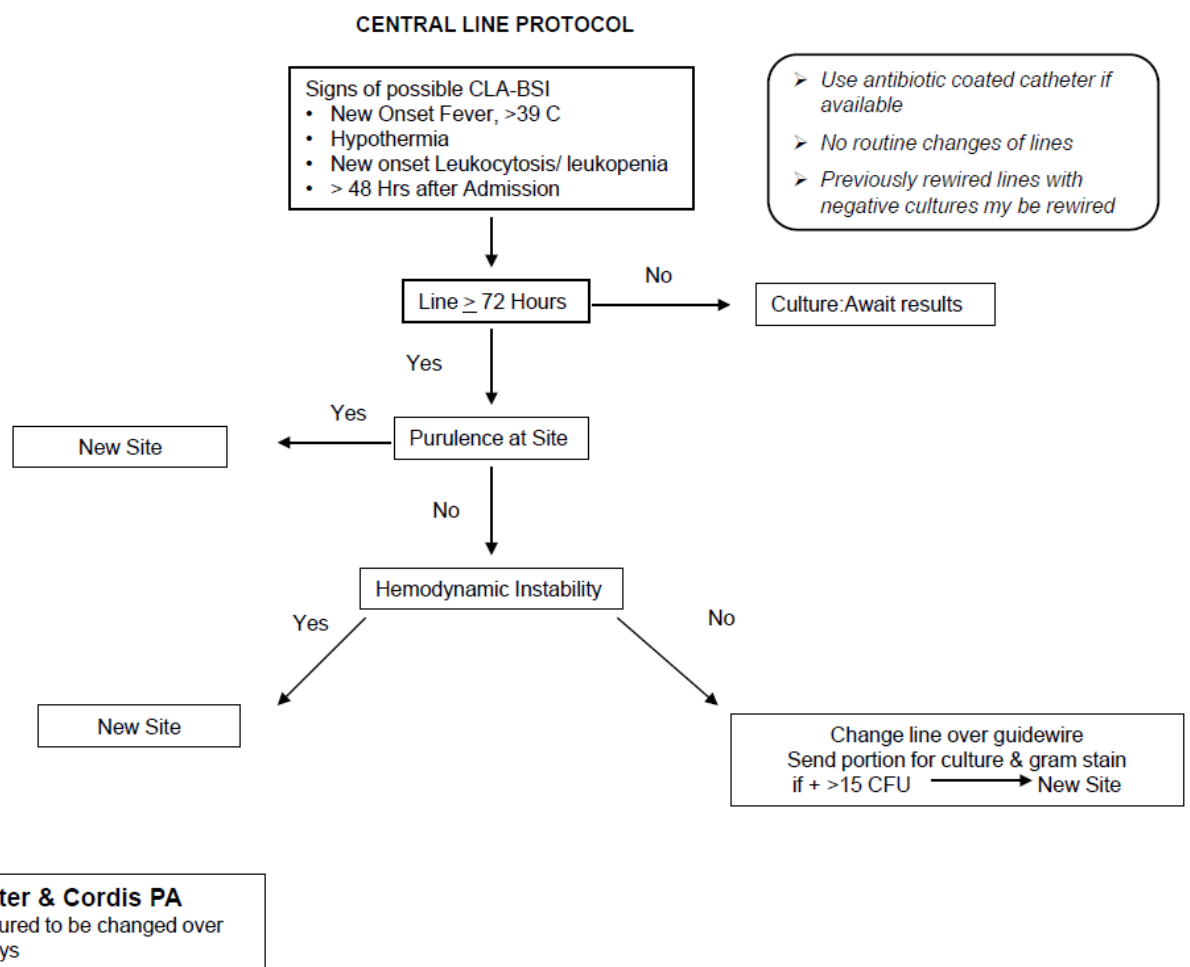 CENTRAL LINE PROTOCOL
Signs of possible CLA-BSI
• New Onset Fever, >39 C
• Hypothermia
• New onset Leukocytosis/ leukopenia
• > 48 Hrs after Admission
➢ Use antibiotic coated catheter if
available
➢ No routine changes of lines
➢ Previously rewired lines with
negative cultures my be rewired
Line ≥ 72 Hours
No
Culture:Await results
Yes
Purulence at Site
Yes
New Site
No
Hemodynamic Instability
Yes
No
New Site
Change line over guidewire
Send portion for culture & gram stain
if + >15 CFU New Site
ter & Cordis PA
ured to be changed over
ys